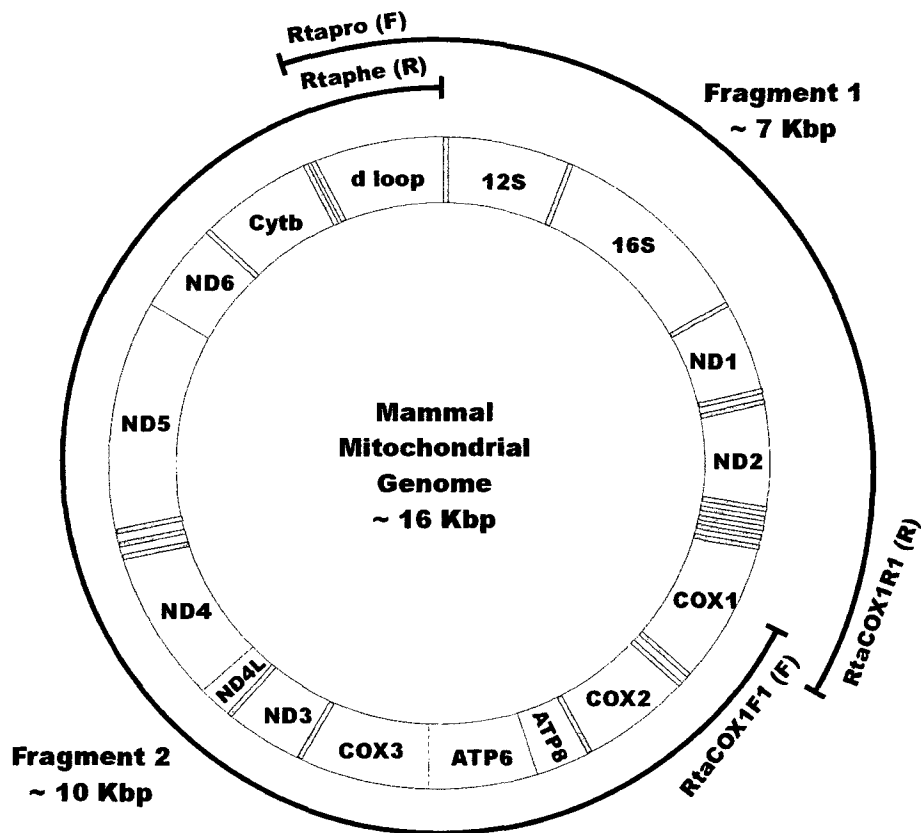 Rtapro (F)
Rtaphe (R)
Fragment 1
~ 7 Kbp
d loop
12S
16S
ND1
ND2
COX1
COX2
ATP8
ATP6
COX3
ND3
ND4L
ND4
ND5
ND6
Cytb
Mammal
Mitochondrial
Genome
~ 16 Kbp
RtaCOX1R1 (R)
RtaCOX1F1 (F)
Fragment 2
~ 10 Kbp